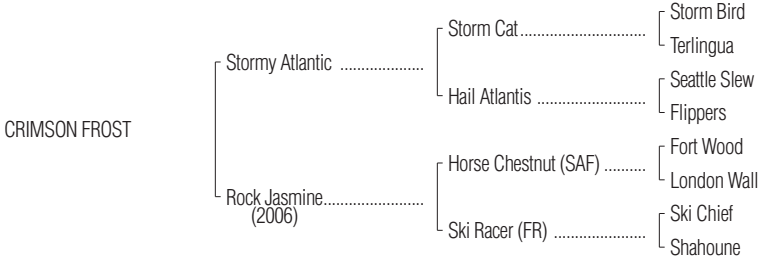 Storm Bird
Storm Cat..............................
Terlingua
Stormy Atlantic ....................
Seattle Slew
Hail Atlantis ..........................
Flippers
CRIMSON FROST
Fort Wood
Horse Chestnut (SAF) ..........
London Wall
Rock Jasmine........................
(2006)
Ski Chief
Ski Racer (FR) ......................
Shahoune